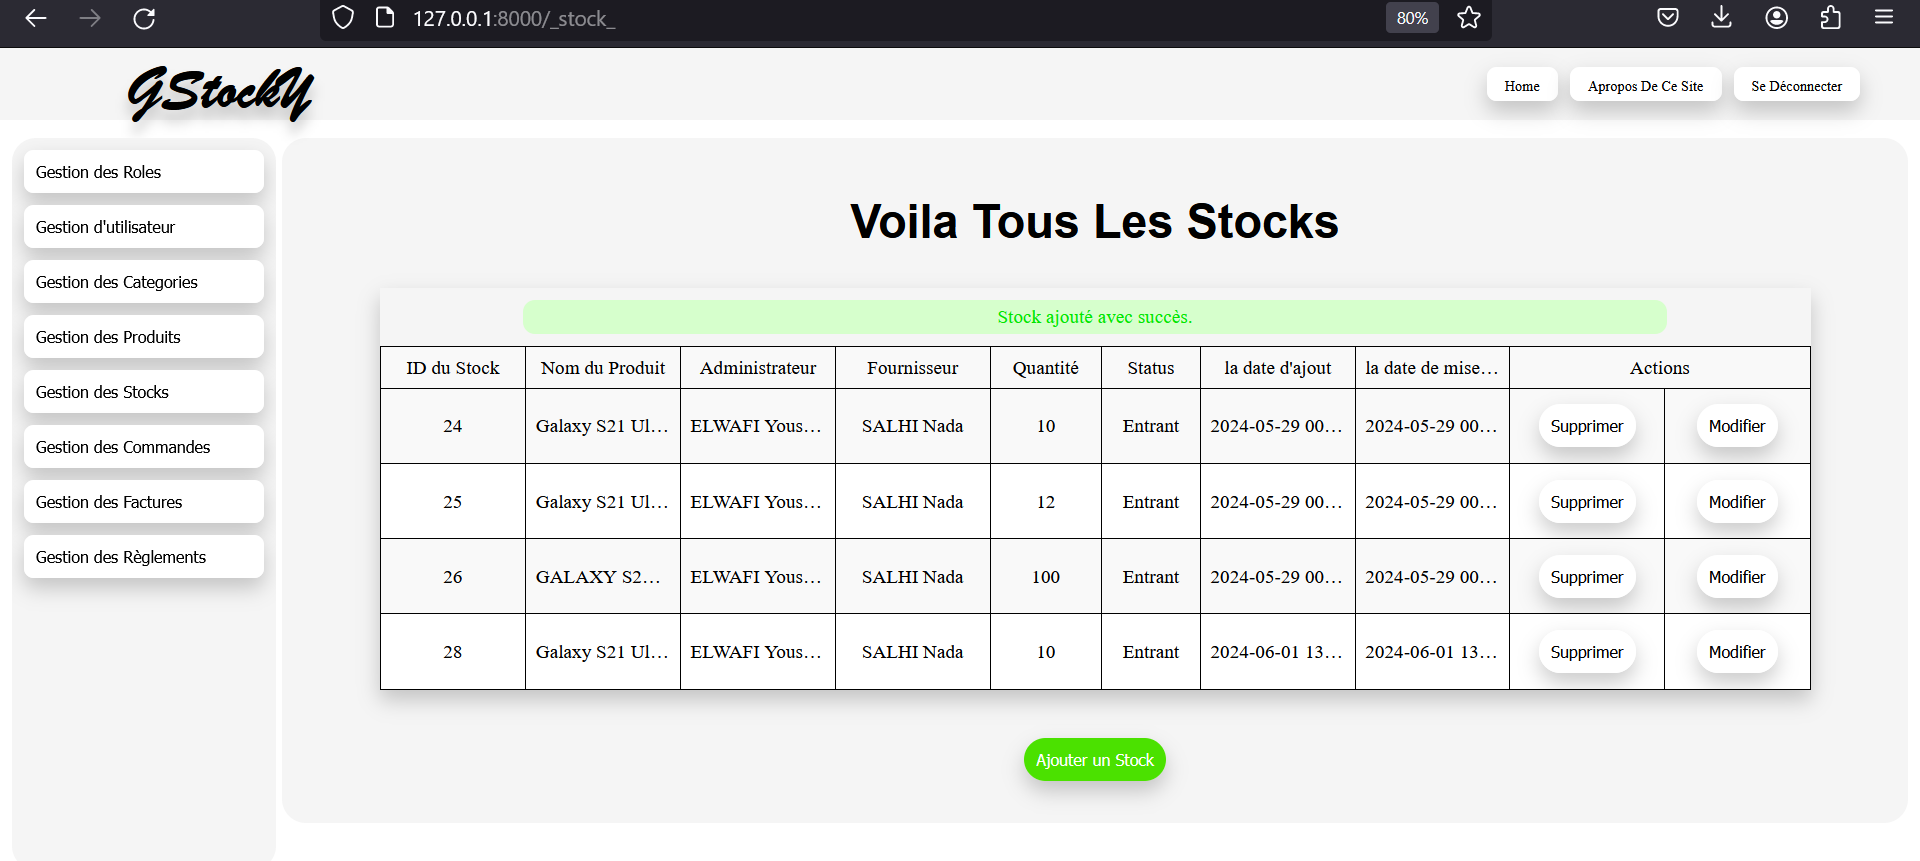 127.0.0.1:8000/_stock_ 80%
GStockY
Home Apropos De Ce Site Se Déconnecter
Gestion des Roles
Gestion d'utilisateur
Gestion des Categories
Gestion des Produits
Gestion des Stocks
Gestion des Commandes
Gestion des Factures
Gestion des Règlements
Voila Tous Les Stocks
Stock ajouté avec succès.
ID du Stock Nom du Produit Administrateur Fournisseur Quantité Status la date d'ajout la date de mise… Actions
24 Galaxy S21 Ul… ELWAFI Yous… SALHI Nada 10 Entrant 2024-05-29 00… 2024-05-29 00… Supprimer Modifier
25 Galaxy S21 Ul… ELWAFI Yous… SALHI Nada 12 Entrant 2024-05-29 00… 2024-05-29 00… Supprimer Modifier
26 GALAXY S2… ELWAFI Yous… SALHI Nada 100 Entrant 2024-05-29 00… 2024-05-29 00… Supprimer Modifier
28 Galaxy S21 Ul… ELWAFI Yous… SALHI Nada 10 Entrant 2024-06-01 13… 2024-06-01 13… Supprimer Modifier
Ajouter un Stock